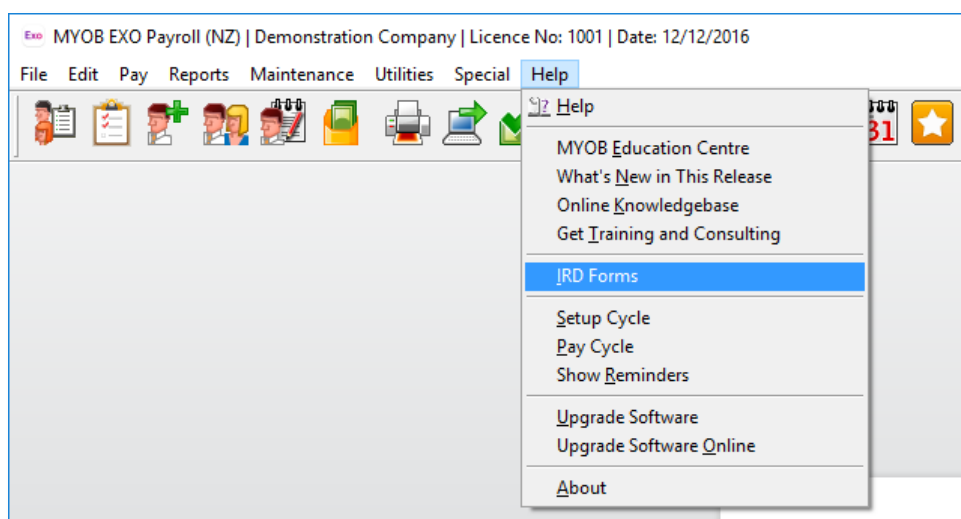 Exo MYOB EXO Payroll (NZ) | Demonstration Company | Licence No: 1001 | Date: 12/12/2016
File Edit Pay Reports Maintenance Utilities Special Help
Help
31
MYOB Education Centre
What's New in This Release
Online Knowledgebase
Get Training and Consulting
IRD Forms
Setup Cycle
Pay Cycle
Show Reminders
Upgrade Software
Upgrade Software Online
About